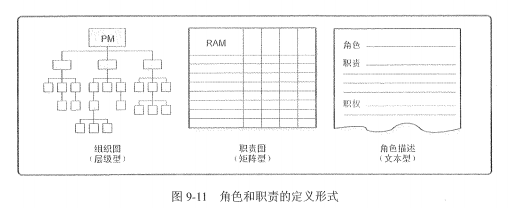 PM
RAM
角色
职责
职权
组织图
（层级型）
职责图
（矩阵型）
角色描述
（文本型）
图 9-11 角色和职责的定义形式